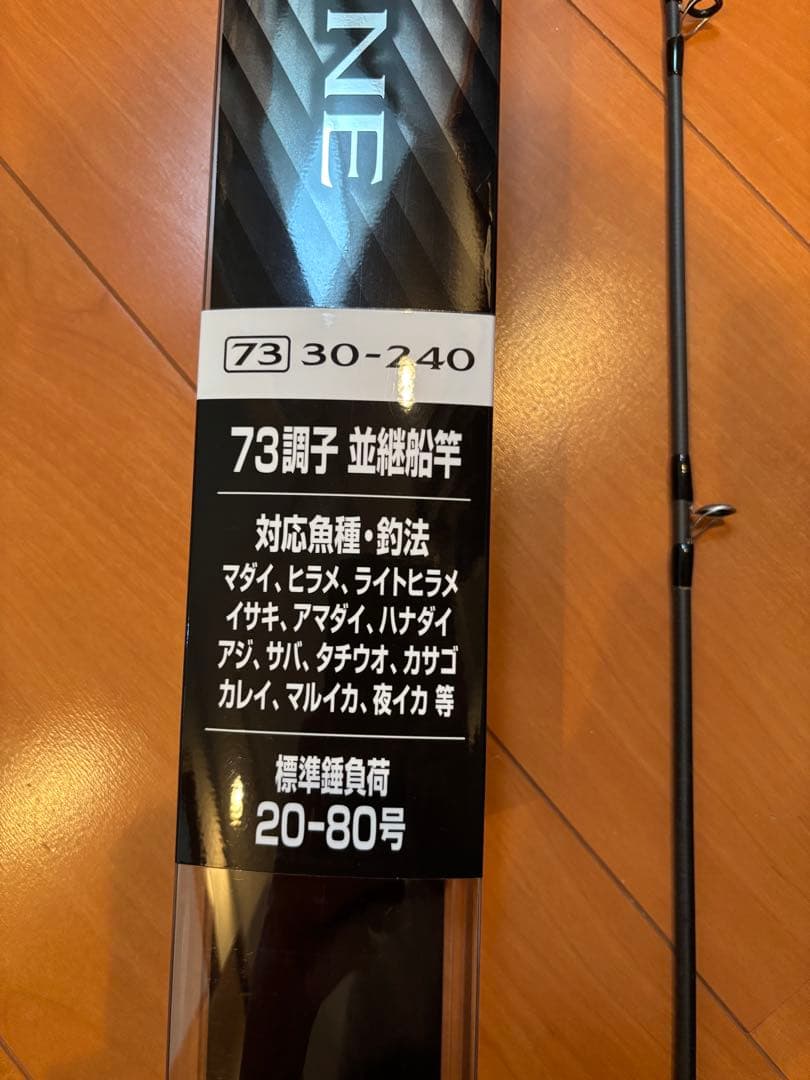 NE
73 30-240
73調子 並継船竿
対応魚種・釣法
マダイ、ヒラメ、ライトヒラメ
イサキ、アマダイ、ハナダイ
アジ、サバ、タチウオ、カサゴ
カレイ、マルイカ、夜イカ 等
標準錘負荷
20-80号